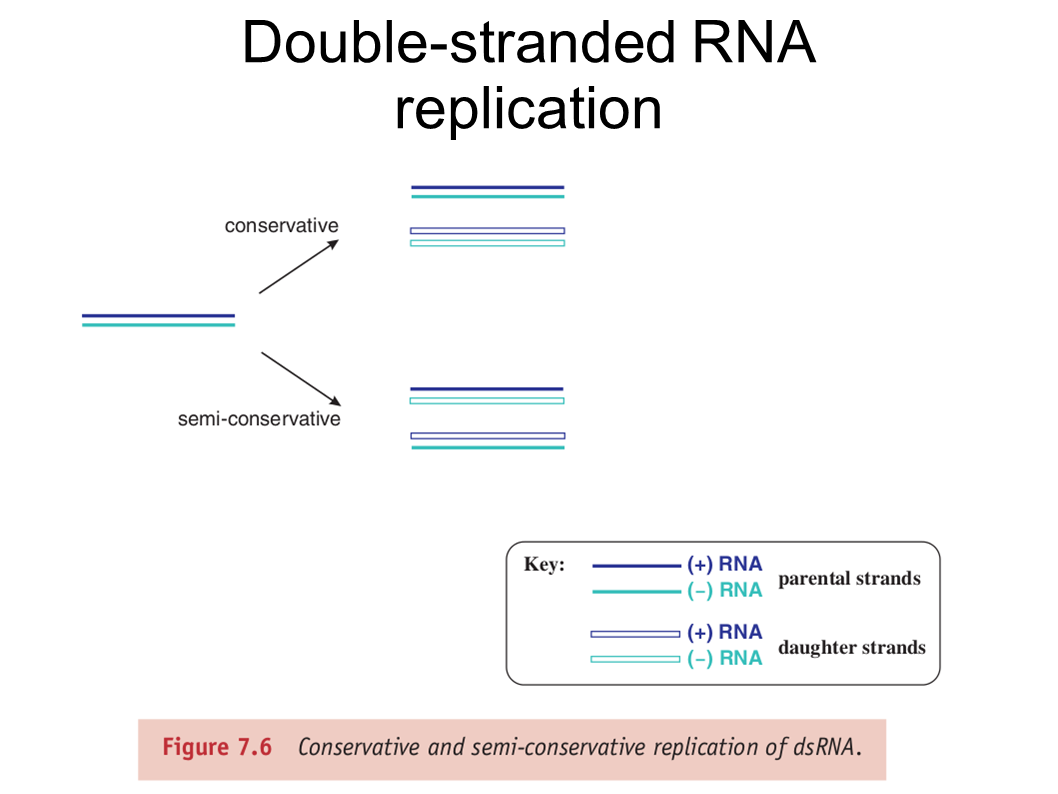 Double-stranded RNA
replication
conservative
semi-conservative
Key:
(+) RNA
(–) RNA
parental strands
(+) RNA
(–) RNA
daughter strands
Figure 7.6 Conservative and semi-conservative replication of dsRNA.